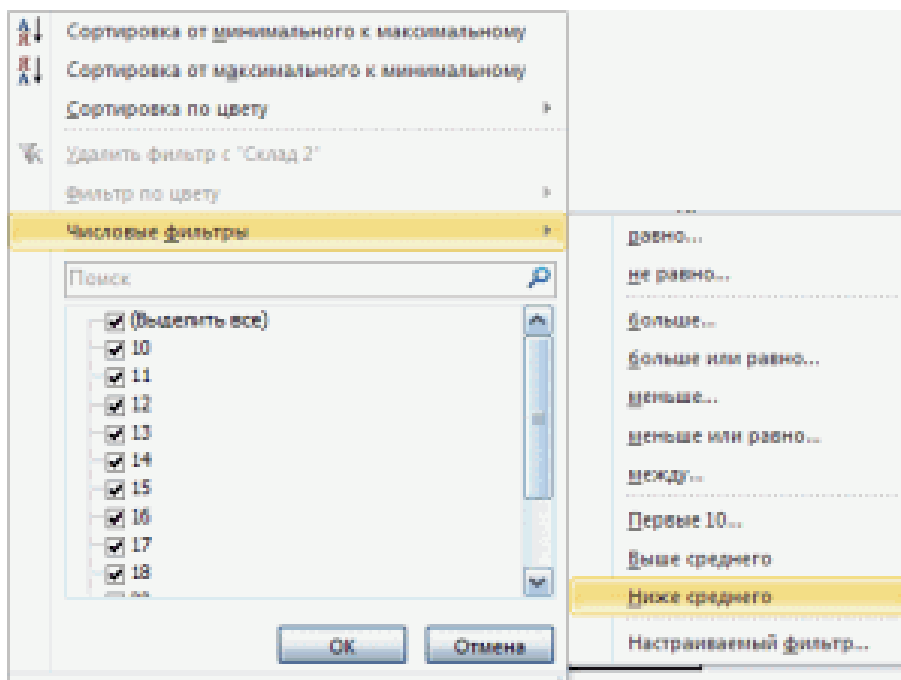 Сортировка от минимального к максимальному
Сортировка от максимального к минимальному
Сортировка по цвету
Удалить фильтр с "Склад 2"
Фильтр по цвету
Числовые фильтры
Поиск
(Выделить все)
10
11
12
13
14
15
16
17
18
ОК
Отмена
равно...
не равно...
больше...
больше или равно...
меньше...
меньше или равно...
между...
Первые 10...
Выше среднего
Ниже среднего
Настраиваемый фильтр...